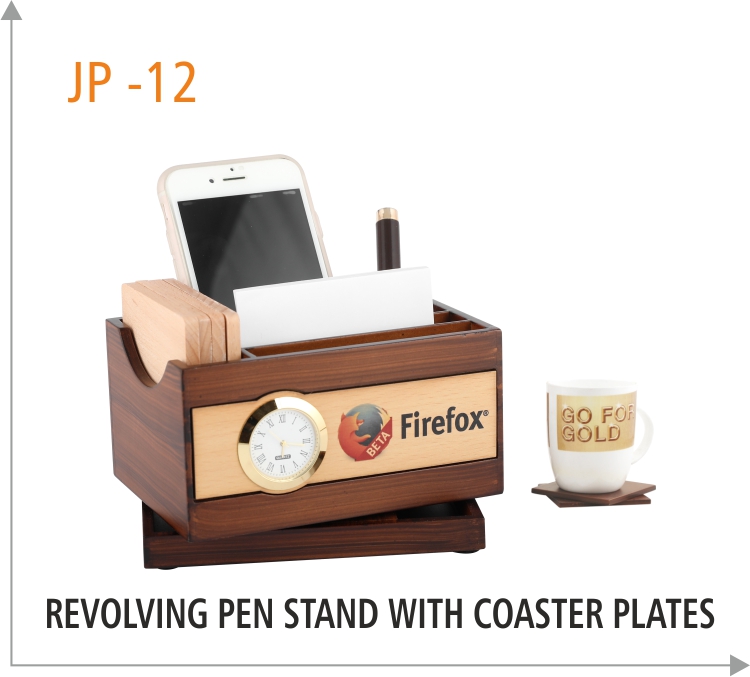 JP -12
Firefox®
BETA
GO FOR
GOLD
REVOLVING PEN STAND WITH COASTER PLATES